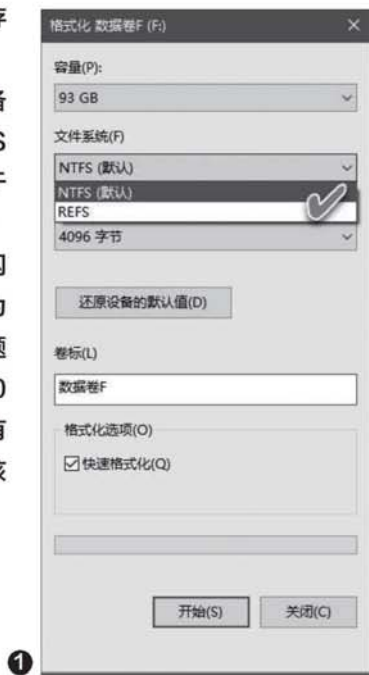 格式化 数据卷F (F:)
容量(P):
93 GB
文件系统(F)
NTFS (默认)
NTFS (默认)
REFS
4096 字节
还原设备的默认值(D)
卷标(L)
数据卷F
格式化选项(O)
快速格式化(Q)
开始(S)
关闭(C)
❶